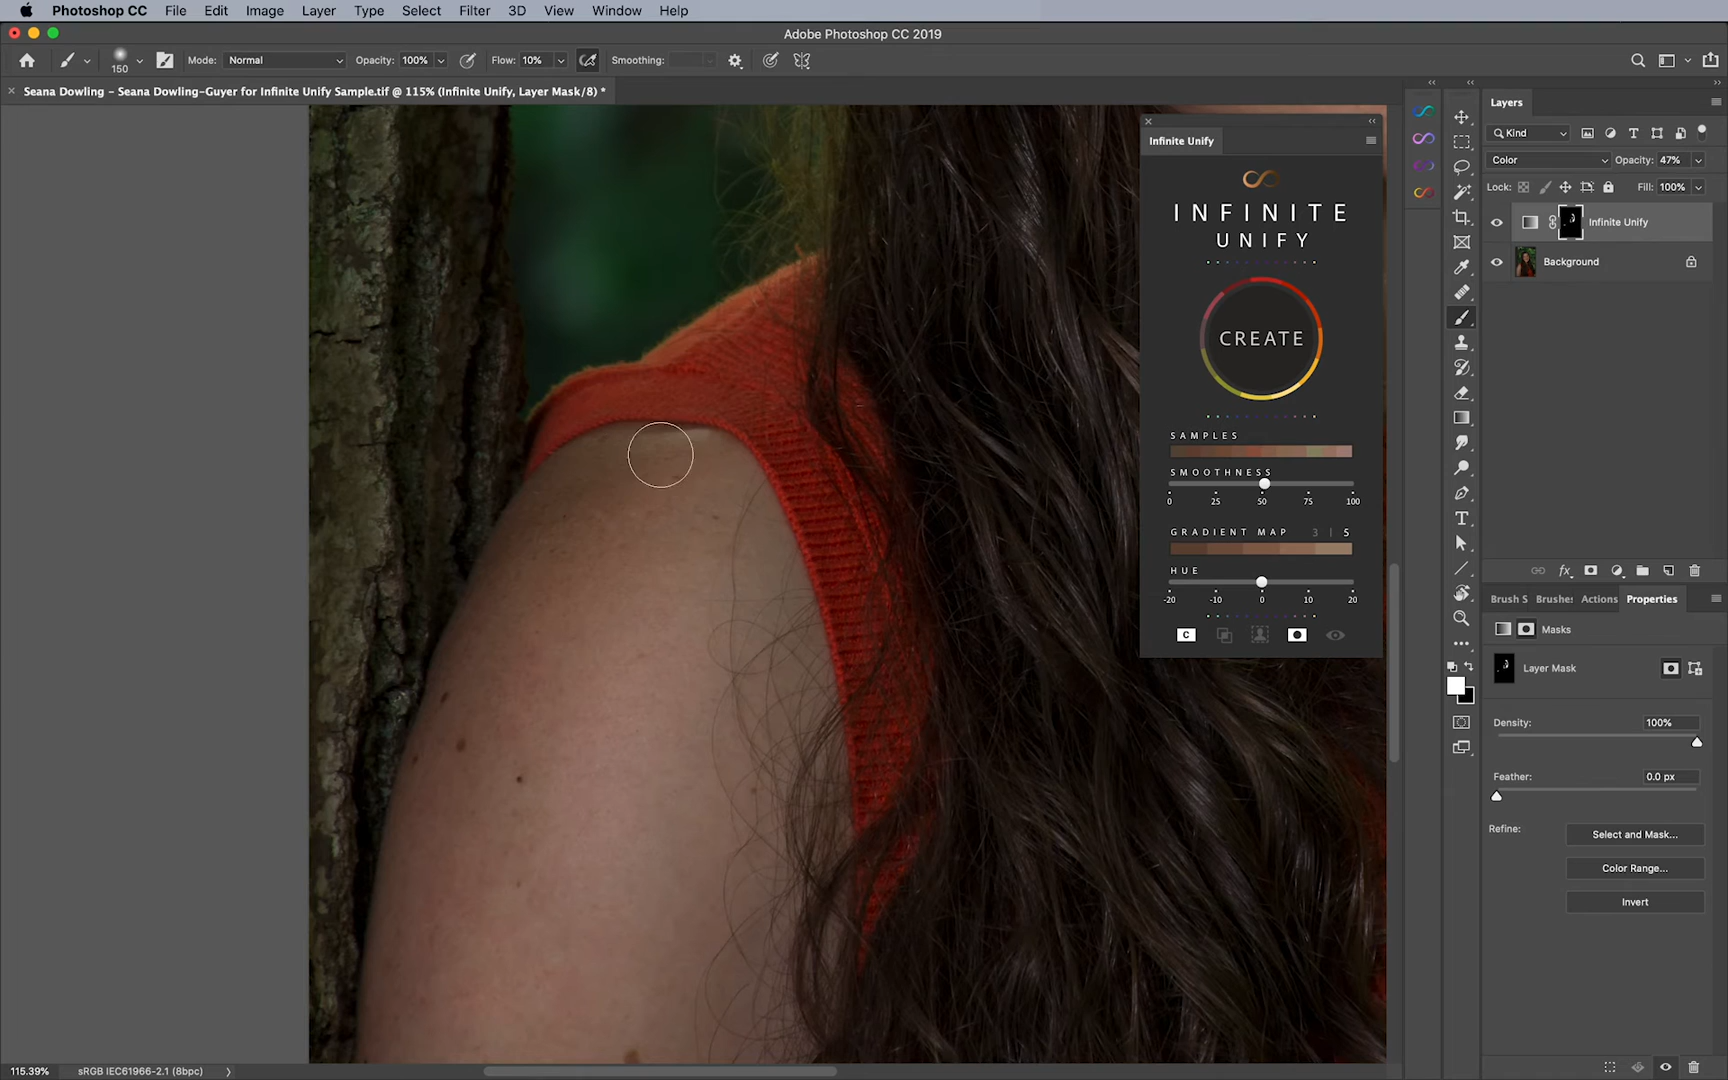 Photoshop CC File Edit Image Layer Type Select Filter 3D View Window Help
Adobe Photoshop CC 2019
150 Mode: Normal Opacity: 100% Flow: 10% Smoothing:
Seana Dowling – Seana Dowling-Guyer for Infinite Unify Sample.tif @ 115% (Infinite Unify, Layer Mask/8) *
Infinite Unify
INFINITE
UNIFY
CREATE
SAMPLES
SMOOTHNESS
0 25 50 75 100
GRADIENT MAP 3 | 5
HUE
-20 -10 0 10 20
C
Layers
Kind
Color Opacity: 47%
Lock: Fill: 100%
Infinite Unify
Background
fx
Brush S Brushes Actions Properties
Masks
Layer Mask
Density: 100%
Feather: 0.0 px
Refine: Select and Mask...
Color Range...
Invert
115.39% sRGB IEC61966-2.1 (8bpc)